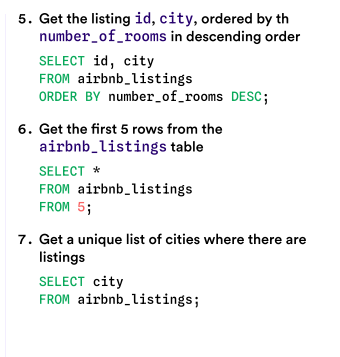 5. Get the listing id, city, ordered by th
number_of_rooms in descending order
SELECT id, city
FROM airbnb_listings
ORDER BY number_of_rooms DESC;
6. Get the first 5 rows from the
airbnb_listings table
SELECT *
FROM airbnb_listings
FROM 5;
7. Get a unique list of cities where there are
listings
SELECT city
FROM airbnb_listings;